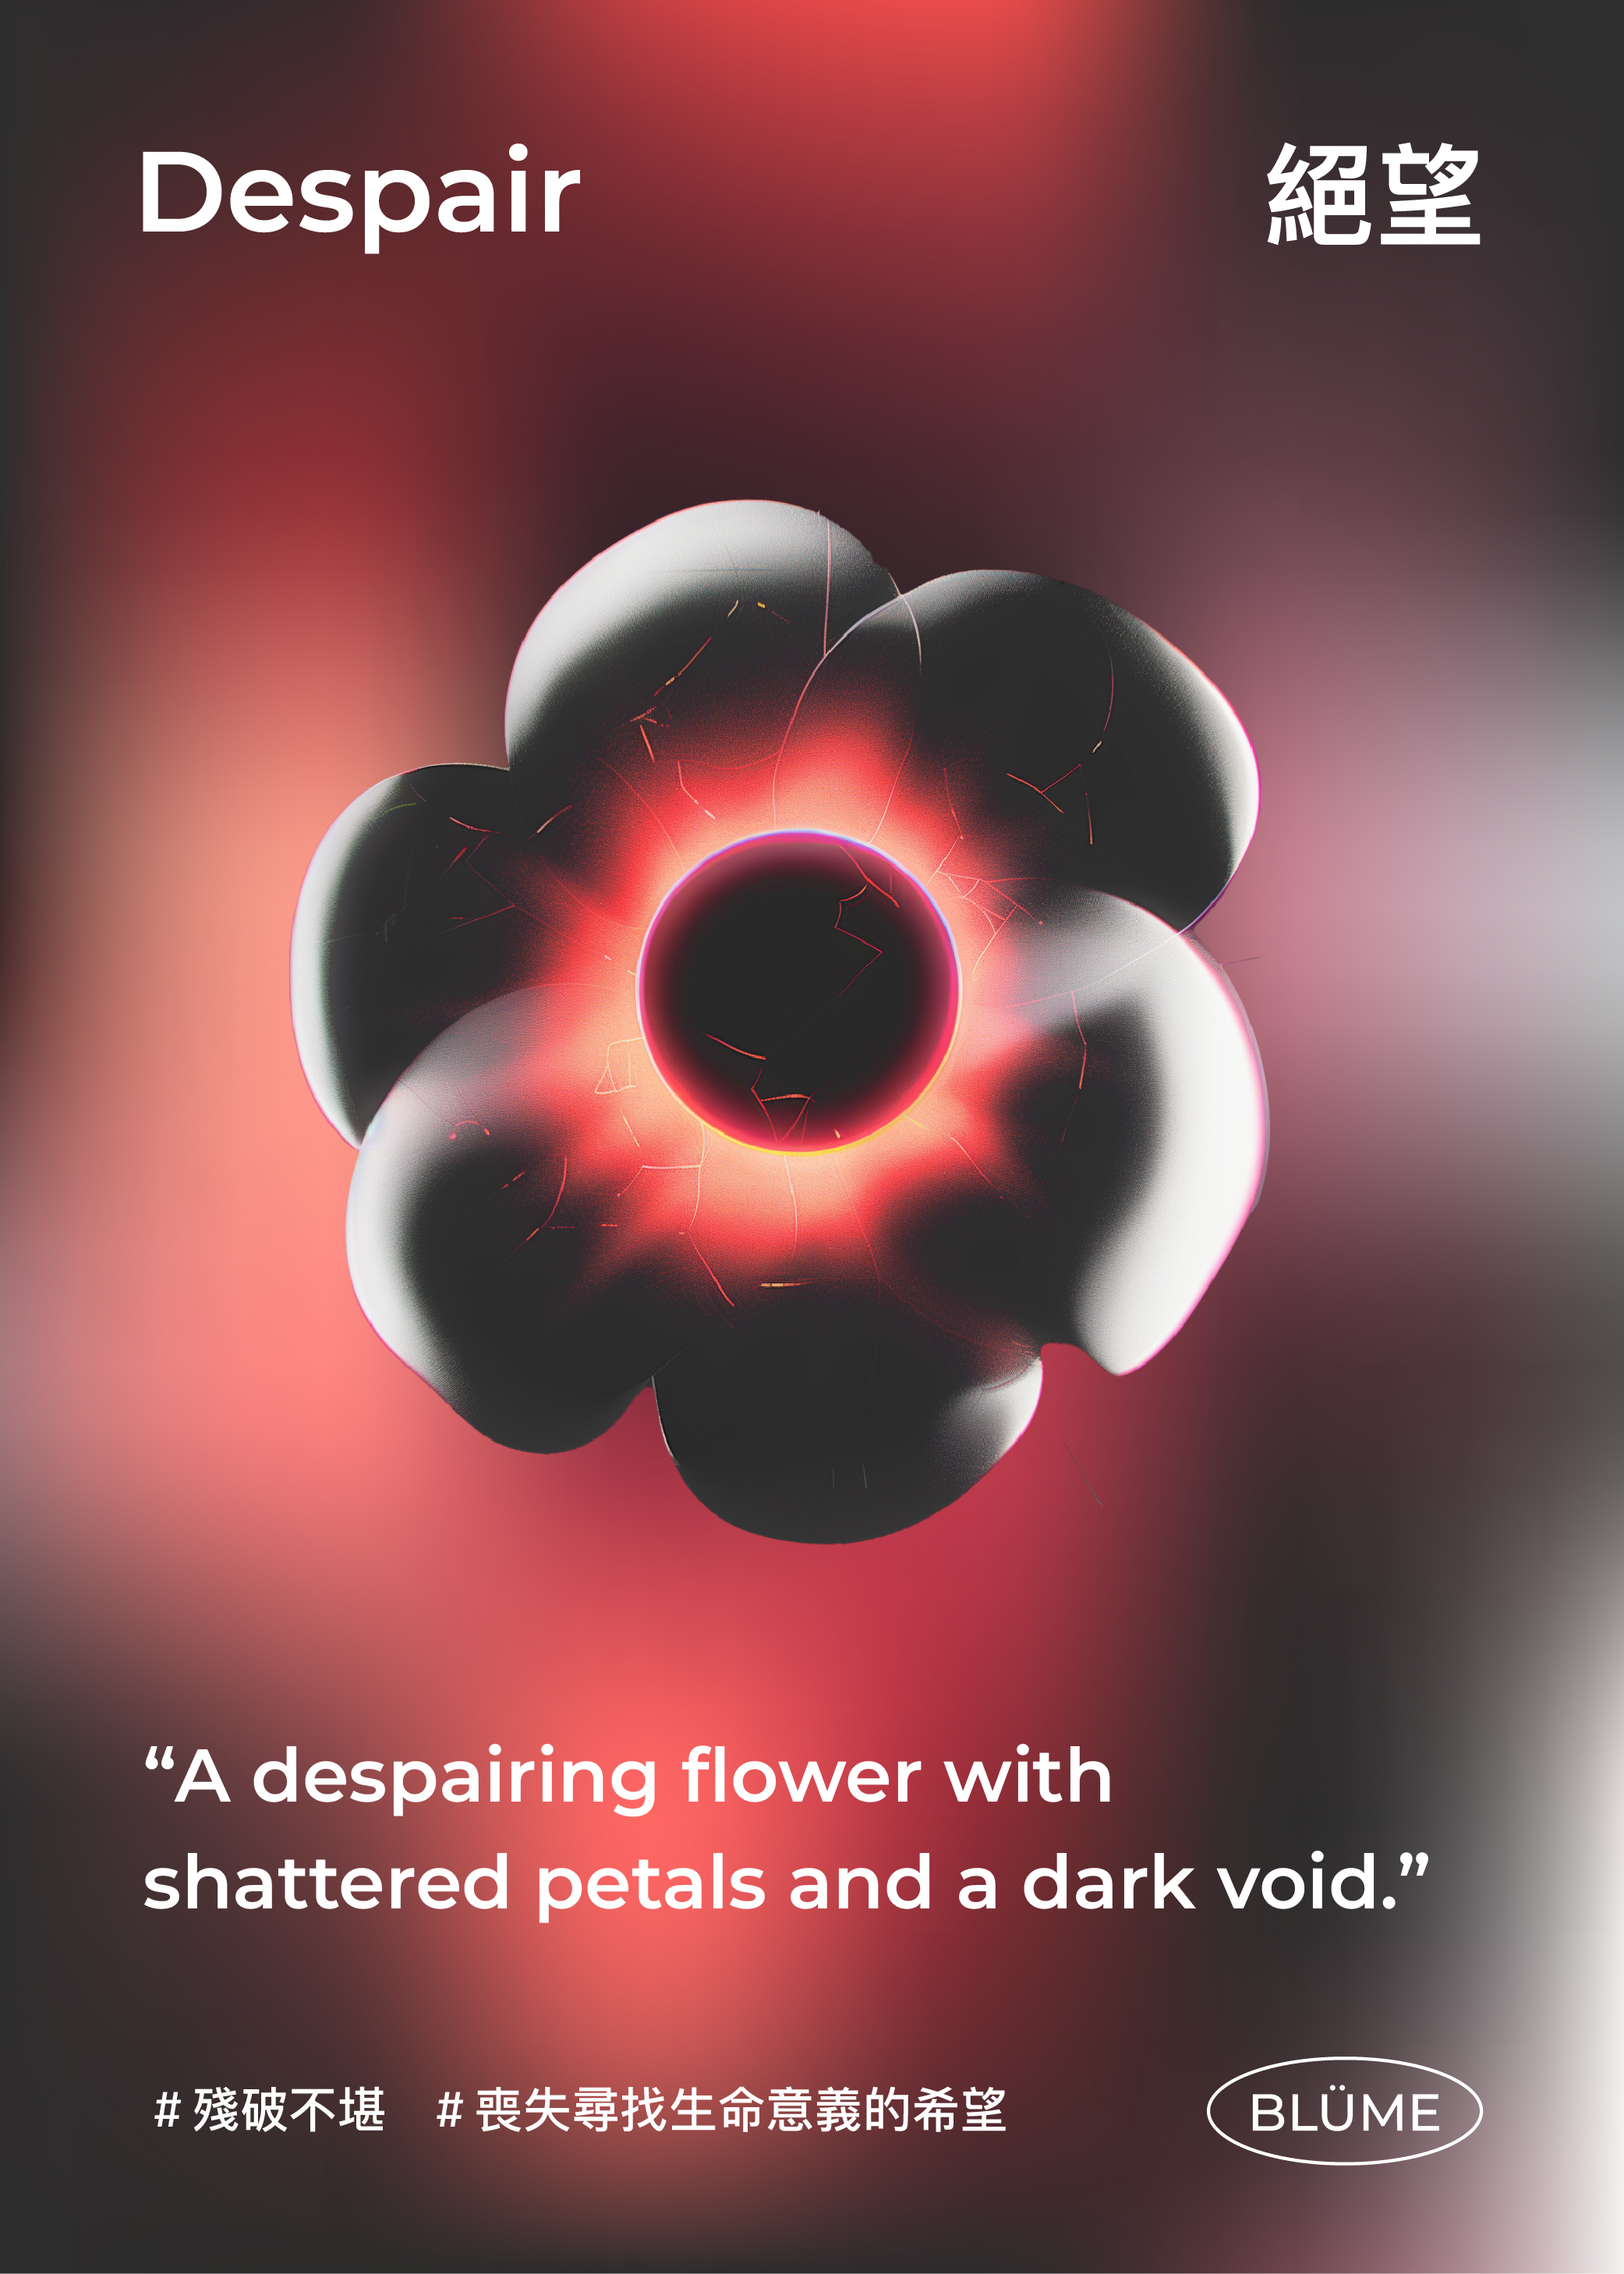 Despair
絕望
“A despairing flower with
shattered petals and a dark void.”
# 殘破不堪 # 喪失尋找生命意義的希望
BLÜME